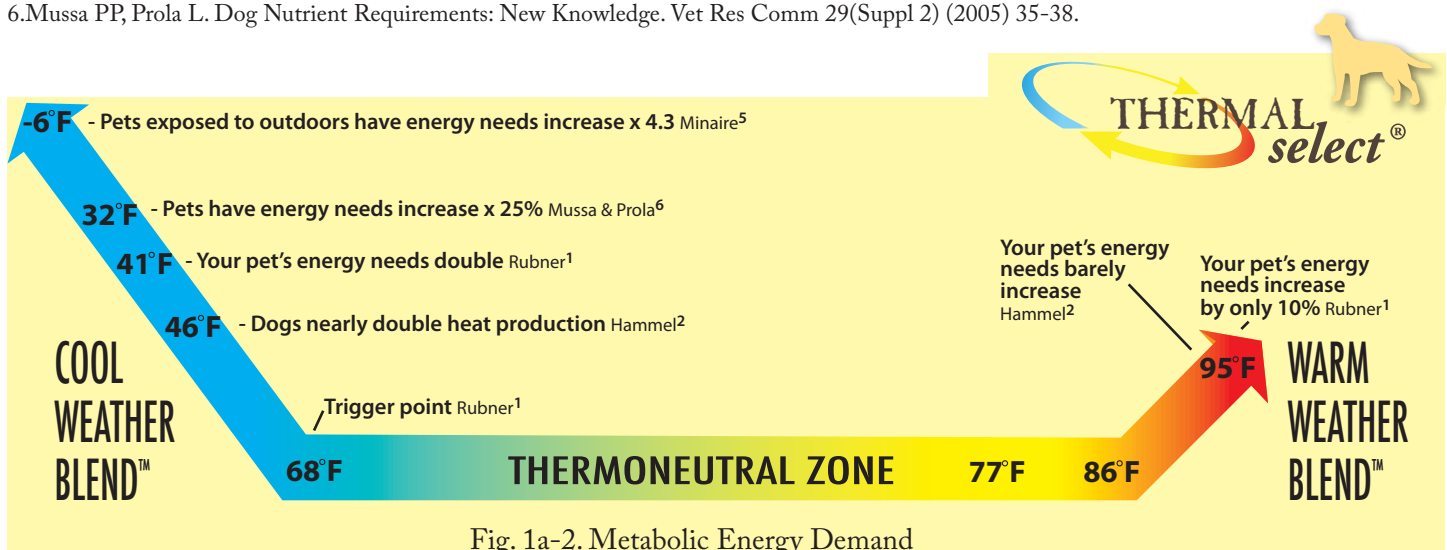 6.Mussa PP, Prola L. Dog Nutrient Requirements: New Knowledge. Vet Res Comm 29(Suppl 2) (2005) 35-38.
THERMAL
select®
-6°F - Pets exposed to outdoors have energy needs increase x 4.3 Minaire5
32°F - Pets have energy needs increase x 25% Mussa & Prola6
41°F - Your pet's energy needs double Rubner1
46°F - Dogs nearly double heat production Hammel2
Your pet's energy
needs barely
increase
Hammel2
Your pet's energy
needs increase
by only 10% Rubner1
95°F
COOL
WEATHER
BLEND™
Trigger point Rubner1
68°F
THERMONEUTRAL ZONE
77°F
86°F
WARM
WEATHER
BLEND™
Fig. 1a-2. Metabolic Energy Demand